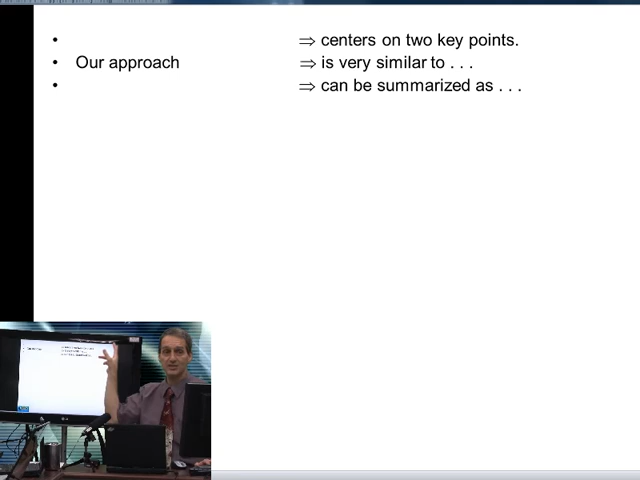 • ⇒ centers on two key points.
• Our approach ⇒ is very similar to . . .
• ⇒ can be summarized as . . .